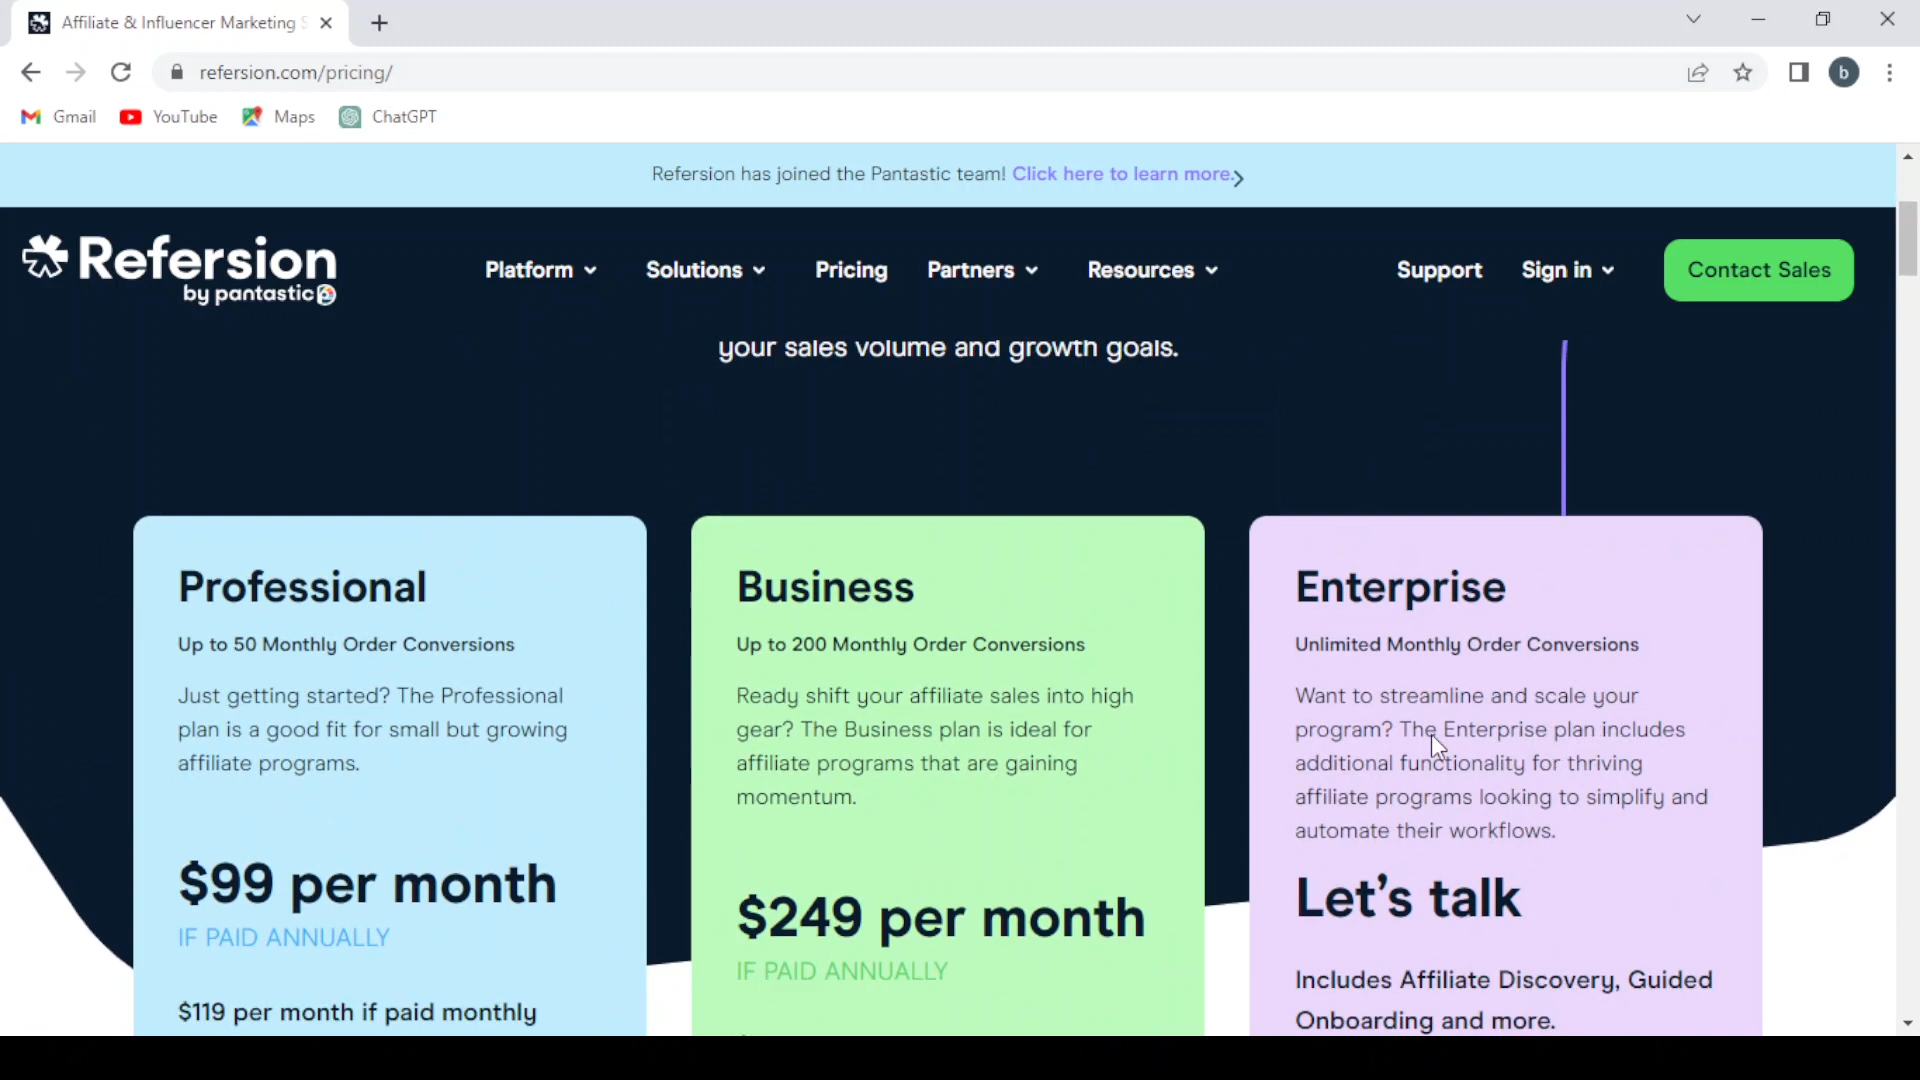 Affiliate & Influencer Marketing S
refersion.com/pricing/
b
Gmail
YouTube
Maps
ChatGPT
Refersion has joined the Pantastic team! Click here to learn more.
Refersion
by pantastic
Platform
Solutions
Pricing
Partners
Resources
Support
Sign in
Contact Sales
your sales volume and growth goals.
Professional
Up to 50 Monthly Order Conversions
Just getting started? The Professional
plan is a good fit for small but growing
affiliate programs.
$99 per month
IF PAID ANNUALLY
$119 per month if paid monthly
Business
Up to 200 Monthly Order Conversions
Ready shift your affiliate sales into high
gear? The Business plan is ideal for
affiliate programs that are gaining
momentum.
$249 per month
IF PAID ANNUALLY
Enterprise
Unlimited Monthly Order Conversions
Want to streamline and scale your
program? The Enterprise plan includes
additional functionality for thriving
affiliate programs looking to simplify and
automate their workflows.
Let's talk
Includes Affiliate Discovery, Guided
Onboarding and more.